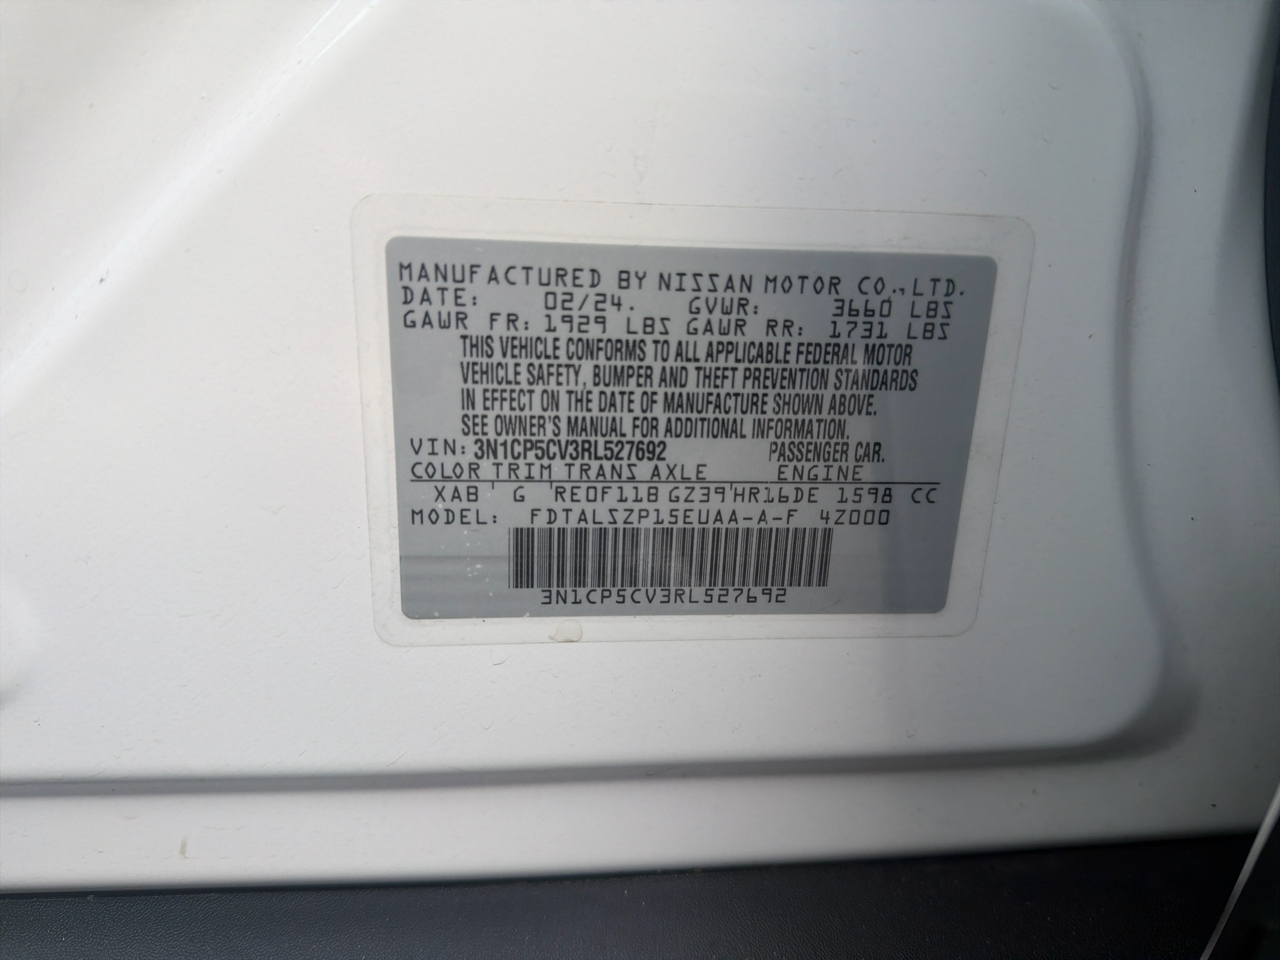 MANUFACTURED BY NISSAN MOTOR CO., LTD.
DATE: 02/24. GVWR: 3660 LBS
GAWR FR: 1929 LBS GAWR RR: 1731 LBS
THIS VEHICLE CONFORMS TO ALL APPLICABLE FEDERAL MOTOR
VEHICLE SAFETY, BUMPER AND THEFT PREVENTION STANDARDS
IN EFFECT ON THE DATE OF MANUFACTURE SHOWN ABOVE.
SEE OWNER'S MANUAL FOR ADDITIONAL INFORMATION.
VIN: 3N1CP5CV3RL527692 PASSENGER CAR.
COLOR TRIM TRANS AXLE ENGINE
XAB ' G 'RE0F11B GZ39'HR16DE 1598 CC
MODEL: FDTALSZP15EUAA-A-F 4Z000
3N1CP5CV3RL527692